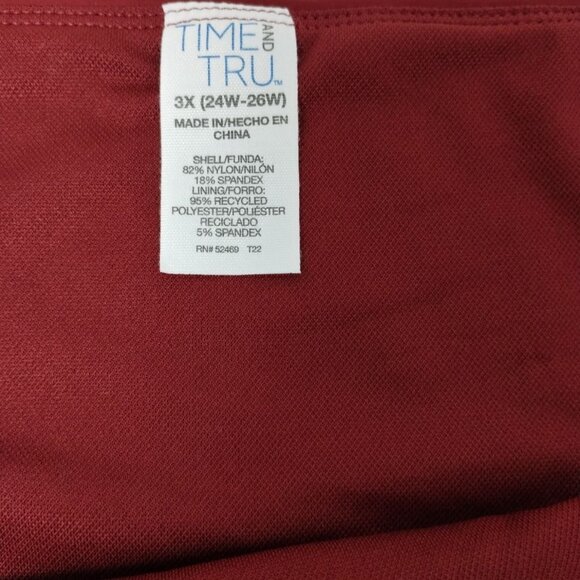 TIME AND
TRU™
3X (24W-26W)
MADE IN/HECHO EN
CHINA
SHELL/FUNDA:
82% NYLON/NILÓN
18% SPANDEX
LINING/FORRO:
95% RECYCLED
POLYESTER/POLIÉSTER
RECICLADO
5% SPANDEX
RN# 52469 T22